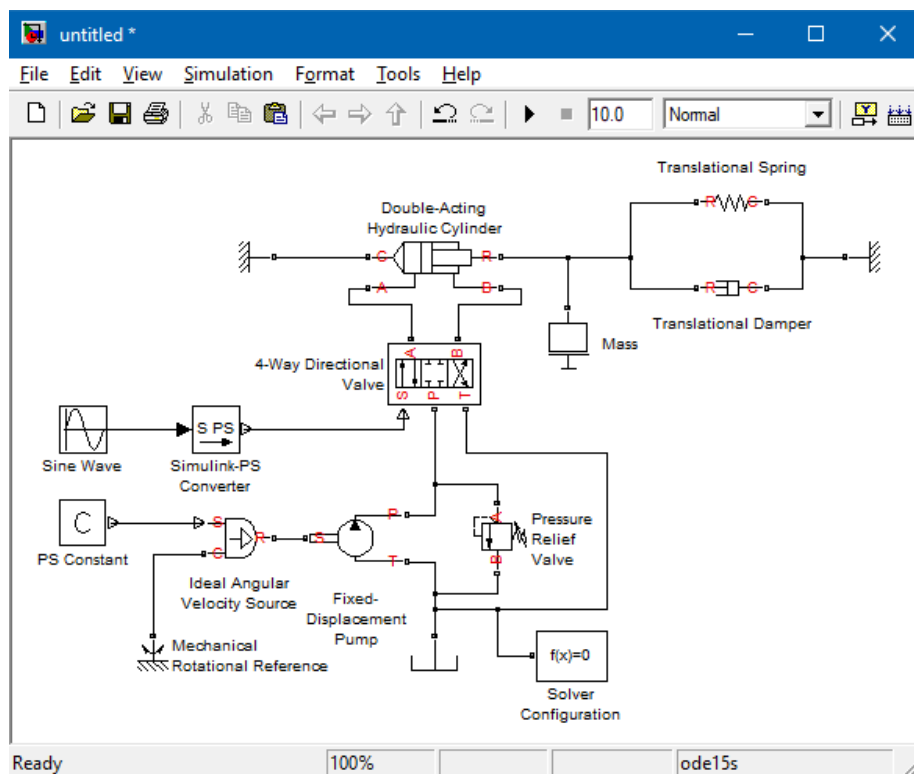 untitled *
File Edit View Simulation Format Tools Help
10.0 Normal
Translational Spring
R C
Double-Acting
Hydraulic Cylinder
C R
A B
R C
Translational Damper
Mass
4-Way Directional
Valve
A B
S P T
S PS
Sine Wave
Simulink-PS
Converter
C
PS Constant
S
R
C
Ideal Angular
Velocity Source
S
P
T
Fixed-
Displacement
Pump
A
B
Pressure
Relief
Valve
Mechanical
Rotational Reference
f(x)=0
Solver
Configuration
Ready 100% ode15s